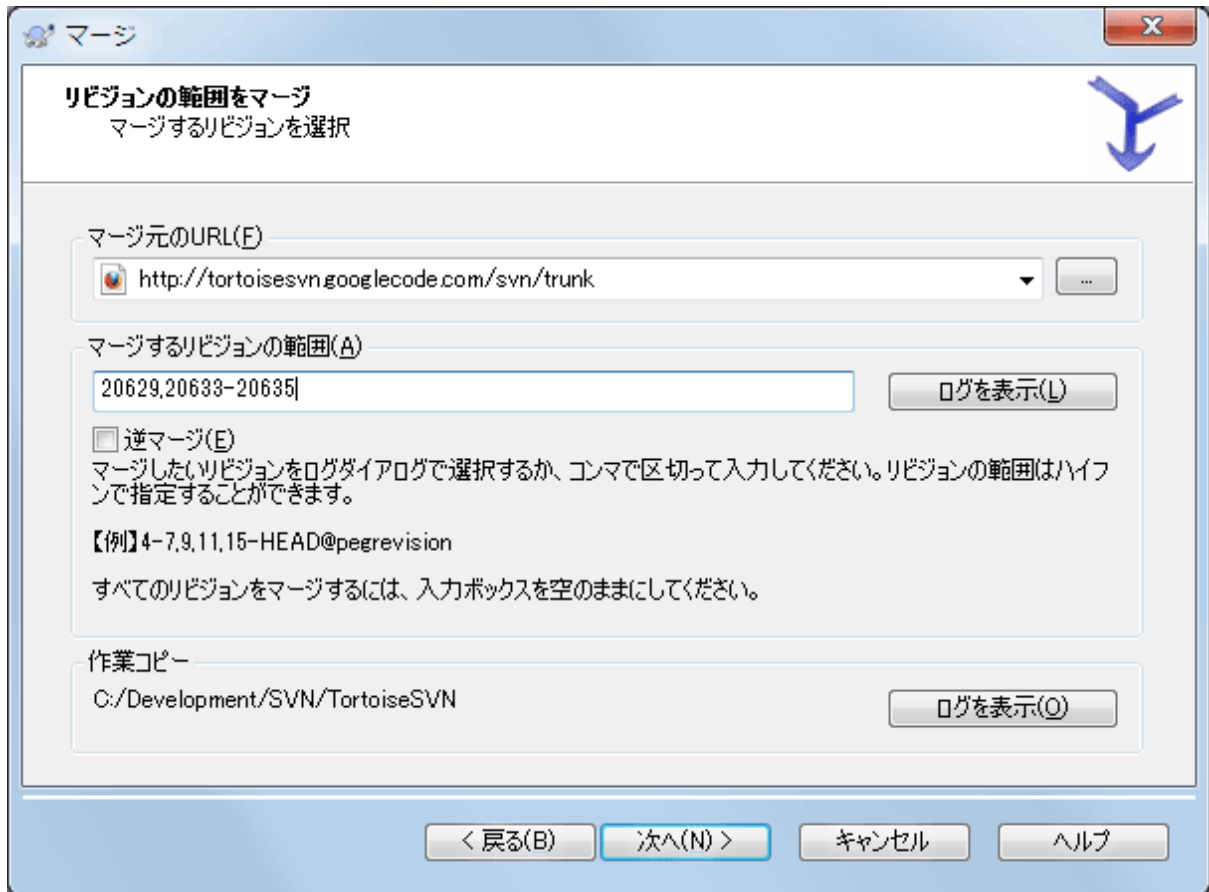 マージ
リビジョンの範囲をマージ
マージするリビジョンを選択
マージ元のURL(F)
http://tortoisesvn.googlecode.com/svn/trunk
...
マージするリビジョンの範囲(A)
20629,20633-20635
ログを表示(L)
逆マージ(E)
マージしたいリビジョンをログダイアログで選択するか、コンマで区切って入力してください。リビジョンの範囲はハイフ
ンで指定することができます。
【例】4-7,9,11,15-HEAD@pegrevision
すべてのリビジョンをマージするには、入力ボックスを空のままにしてください。
作業コピー
C:/Development/SVN/TortoiseSVN
ログを表示(O)
< 戻る(B)
次へ(N) >
キャンセル
ヘルプ